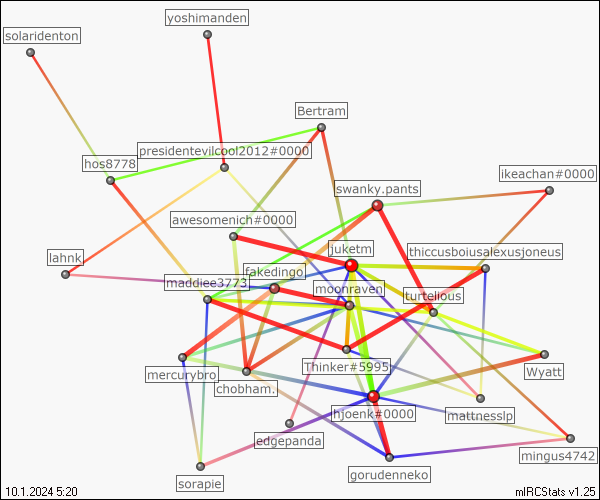 yoshimanden
solaridenton
Bertram
presidentevilcool2012#0000
hos8778
ikeachan#0000
swanky.pants
awesomenich#0000
juketm
thiccusboiusalexusjoneus
lahnk
fakedingo
maddiee3773
moonraven
turtelious
Thinker#5995
Wyatt
mercurybro
chobham.
hjoenk#0000
mattnesslp
edgepanda
mingus4742
gorudenneko
sorapie
10.1.2024 5:20
mIRCStats v1.25